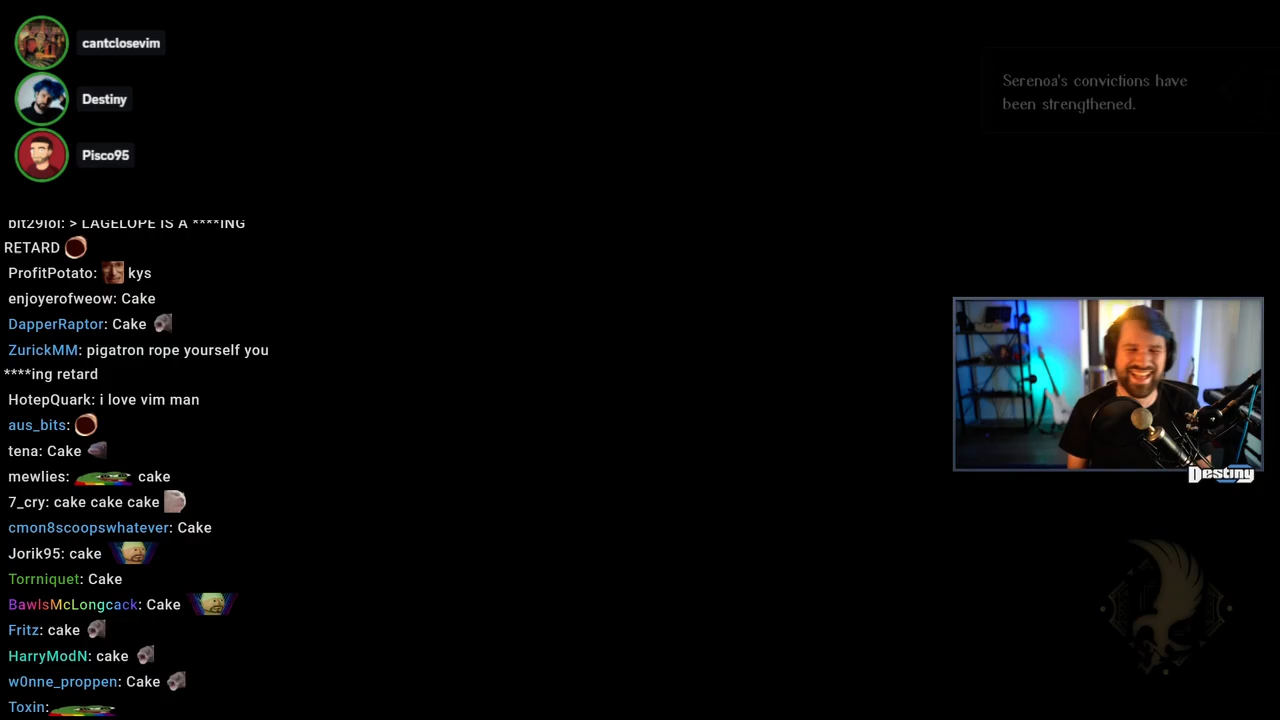 cantclosevim
Destiny
Pisco95
Serenoa's convictions have
been strengthened.
bit29lol: > LAGELOPE IS A ****ING
RETARD
ProfitPotato: kys
enjoyerofweow: Cake
DapperRaptor: Cake
ZurickMM: pigatron rope yourself you
****ing retard
HotepQuark: i love vim man
aus_bits:
tena: Cake
mewlies: cake
7_cry: cake cake cake
cmon8scoopswhatever: Cake
Jorik95: cake
Torrniquet: Cake
BawlsMcLongcack: Cake
Fritz: cake
HarryModN: cake
w0nne_proppen: Cake
Toxin:
Destiny